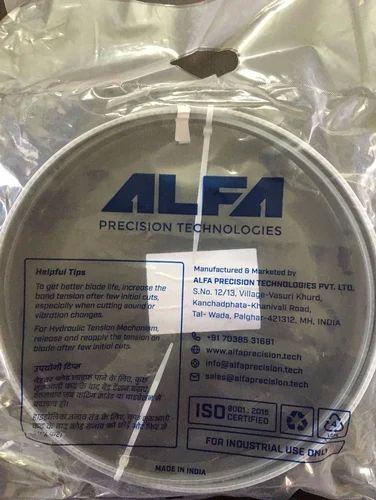 ALFA
PRECISION TECHNOLOGIES
Helpful Tips
To get better blade life, increase the
band tension after few initial cuts,
especially when cutting sound or
vibration changes.
For Hydraulic Tension Mechanism,
release and reapply the tension on
blade after few initial cuts.
उपयोगी टिप्स
के लिए, कुछ
के बाद बैंड टेंशन
Manufactured & Marketed by
ALFA PRECISION TECHNOLOGIES PVT. LTD.
S.No. 12/13, Village-Vasuri Khurd,
Kanchadphata-Khanivali Road,
Tal- Wada, Palghar-421312, MH, INDIA
+91 70385 31681
www.alfaprecision.tech
info@alfaprecision.tech
sales@alfaprecision.tech
ISO 9001 : 2015
CERTIFIED
FOR INDUSTRIAL USE ONLY
MADE IN INDIA